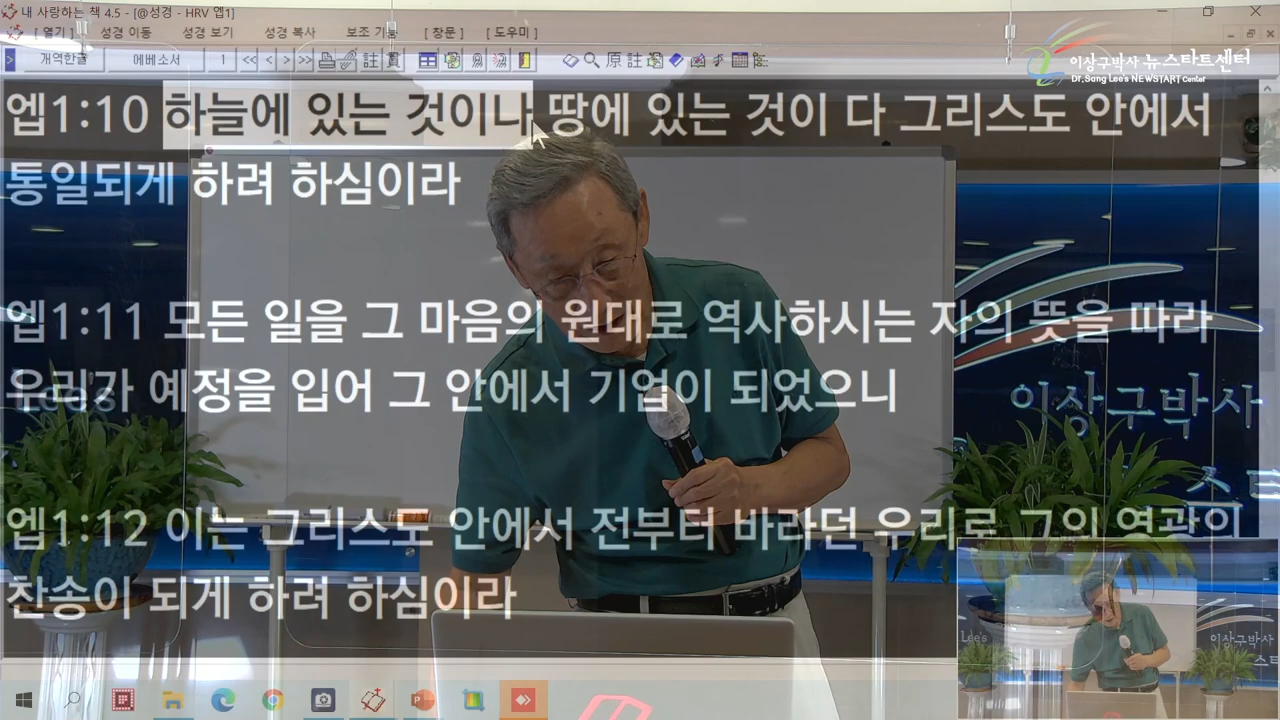 내 사랑하는 책 4.5 - [@성경 - HRV 엡1]
[ 열기 ] 성경 이동 성경 보기 성경 복사 보조 기능 [ 창문 ] [ 도우미 ]
개역한글 에베소서 1 << < > >>
이상구박사 뉴스타트센터
Dr. Sang Lee's NEWSTART Center
엡1:10 하늘에 있는 것이나 땅에 있는 것이 다 그리스도 안에서
통일되게 하려 하심이라
엡1:11 모든 일을 그 마음의 원대로 역사하시는 자의 뜻을 따라
우리가 예정을 입어 그 안에서 기업이 되었으니
이상구박사
엡1:12 이는 그리스도 안에서 전부터 바라던 우리로 그의 영광의
찬송이 되게 하려 하심이라
Lee's
이상구박사